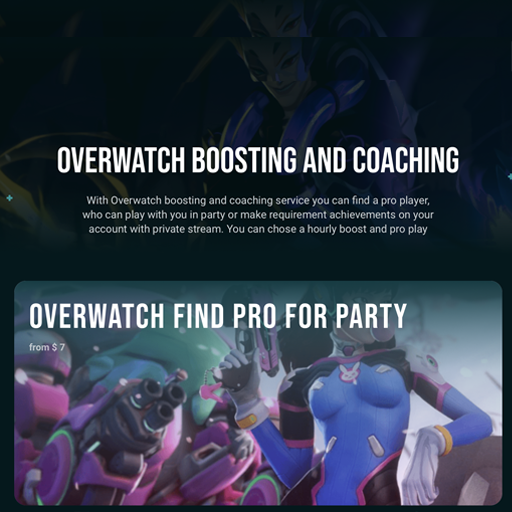 OVERWATCH BOOSTING AND COACHING
With Overwatch boosting and coaching service you can find a pro player,
who can play with you in party or make requirement achievements on your
account with private stream. You can chose a hourly boost and pro play
OVERWATCH FIND PRO FOR PARTY
from $ 7